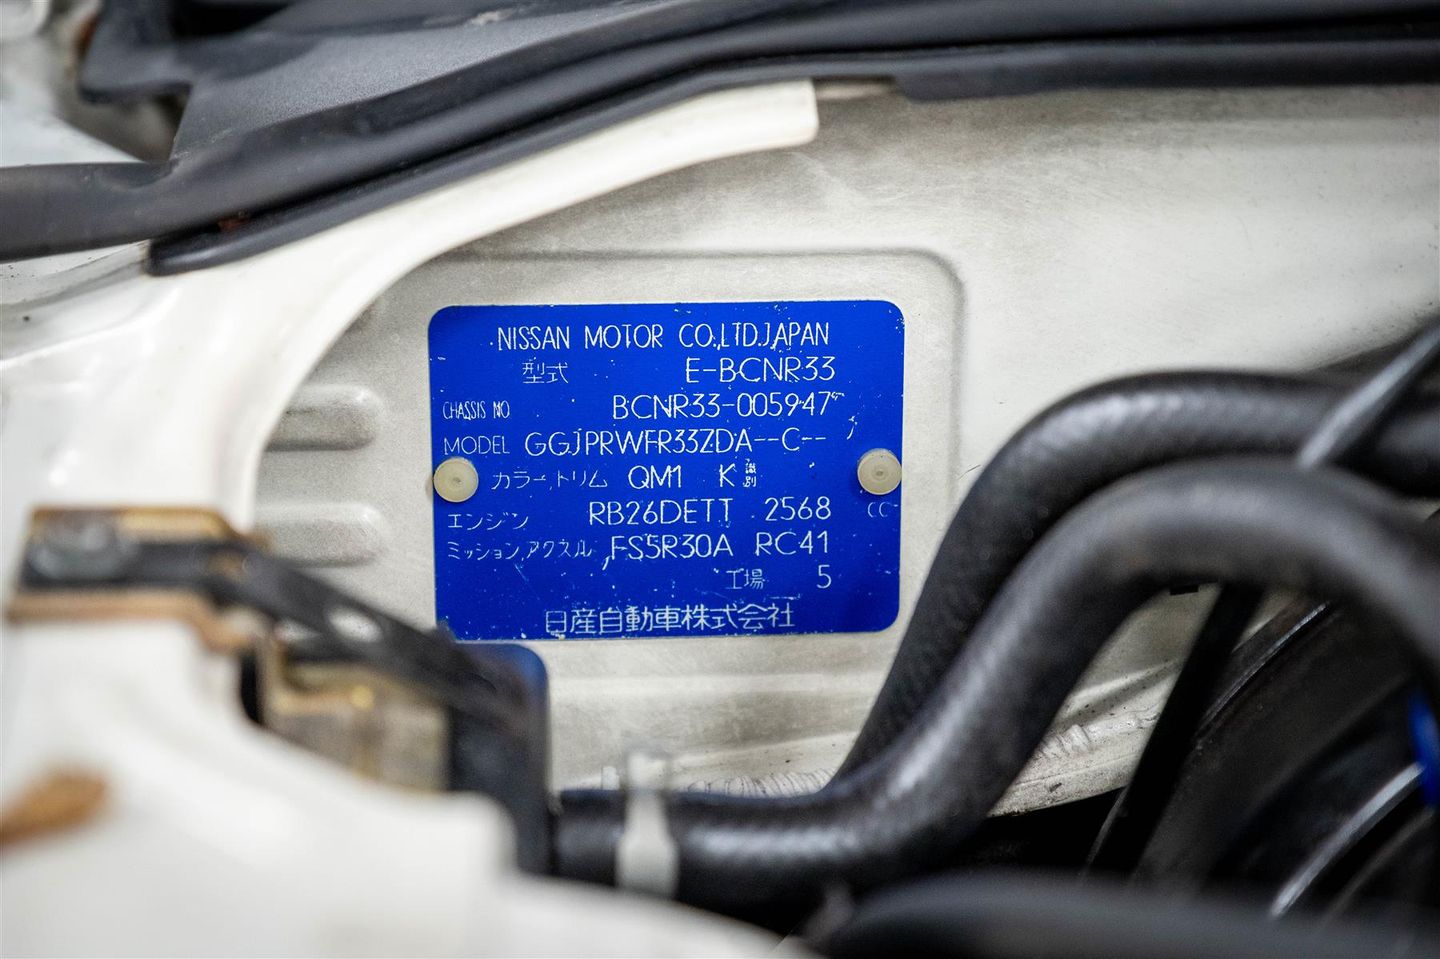 NISSAN MOTOR CO.,LTD.JAPAN
型式 E-BCNR33
CHASSIS NO BCNR33-005947
MODEL GGJPRWFR33ZDA--C--
カラー,トリム QM1 K 識別
エンジン RB26DETT 2568 CC
ミッション,アクスル FS5R30A RC41
工場 5
日産自動車株式会社